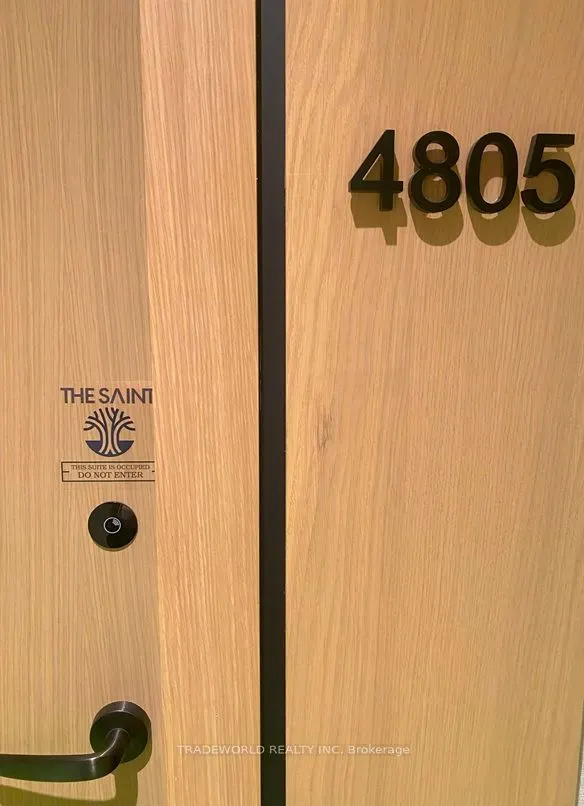 4805
THE SAINT
THIS SUITE IS OCCUPIED
DO NOT ENTER
TRADEWORLD REALTY INC, Brokerage